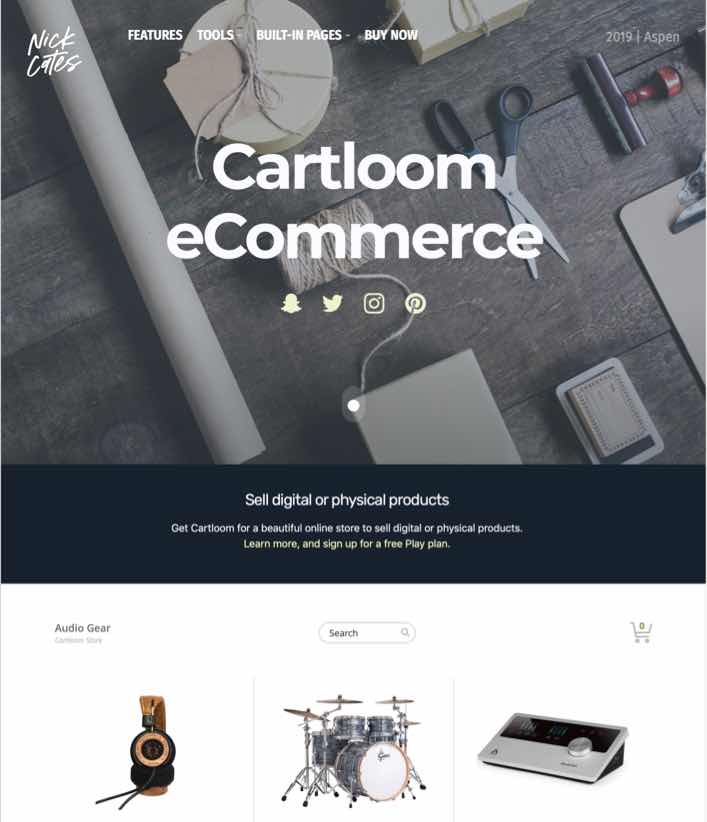 Nick
Cates
FEATURES TOOLS BUILT-IN PAGES BUY NOW
2019 | Aspen
Cartloom
eCommerce
Sell digital or physical products
Get Cartloom for a beautiful online store to sell digital or physical products.
Learn more, and sign up for a free Play plan.
Audio Gear
Cartloom Store
Search
0
Gretsch